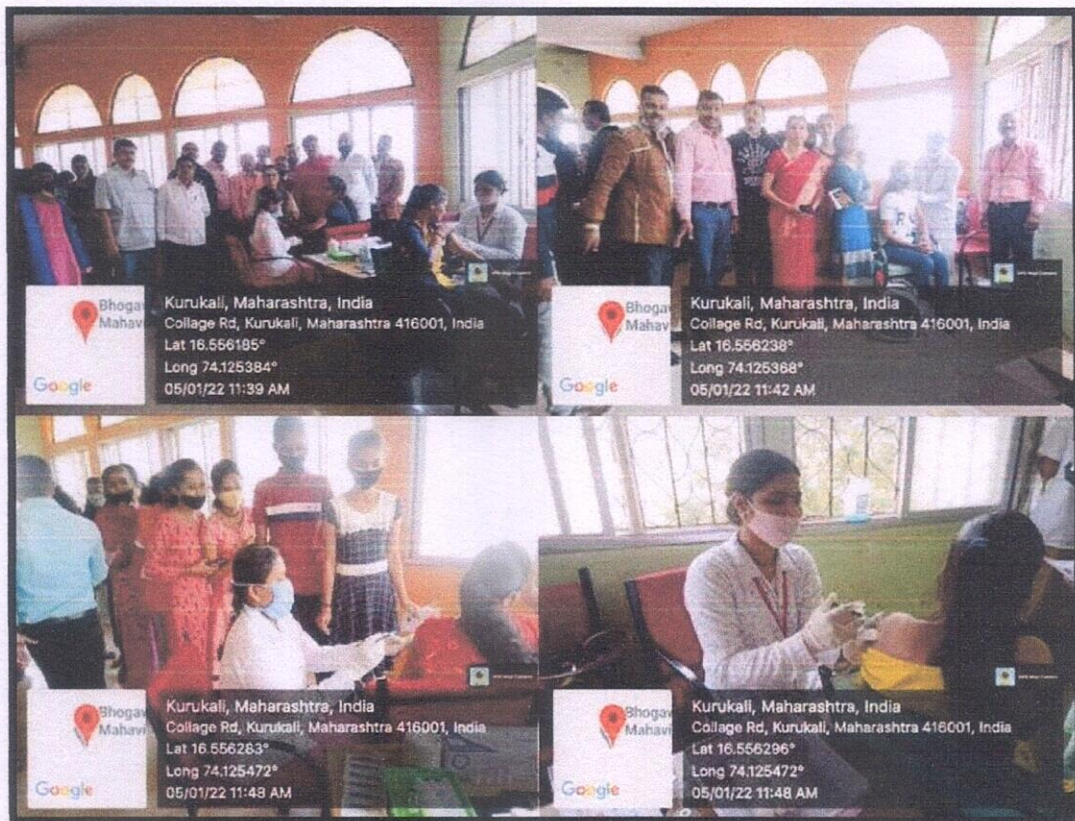 Kurukali, Maharashtra, India
Collage Rd, Kurukali, Maharashtra 416001, India
Lat 16.556185°
Long 74.125384°
05/01/22 11:39 AM
Bhogav
Mahavi
Google
Kurukali, Maharashtra, India
Collage Rd, Kurukali, Maharashtra 416001, India
Lat 16.556238°
Long 74.125368°
05/01/22 11:42 AM
Bhogav
Mahavi
Google
Kurukali, Maharashtra, India
Collage Rd, Kurukali, Maharashtra 416001, India
Lat 16.556283°
Long 74.125472°
05/01/22 11:43 AM
Bhogav
Mahavi
Google
Kurukali, Maharashtra, India
Collage Rd, Kurukali, Maharashtra 416001, India
Lat 16.556296°
Long 74.125472°
05/01/22 11:48 AM
Bhogav
Mahavi
Google